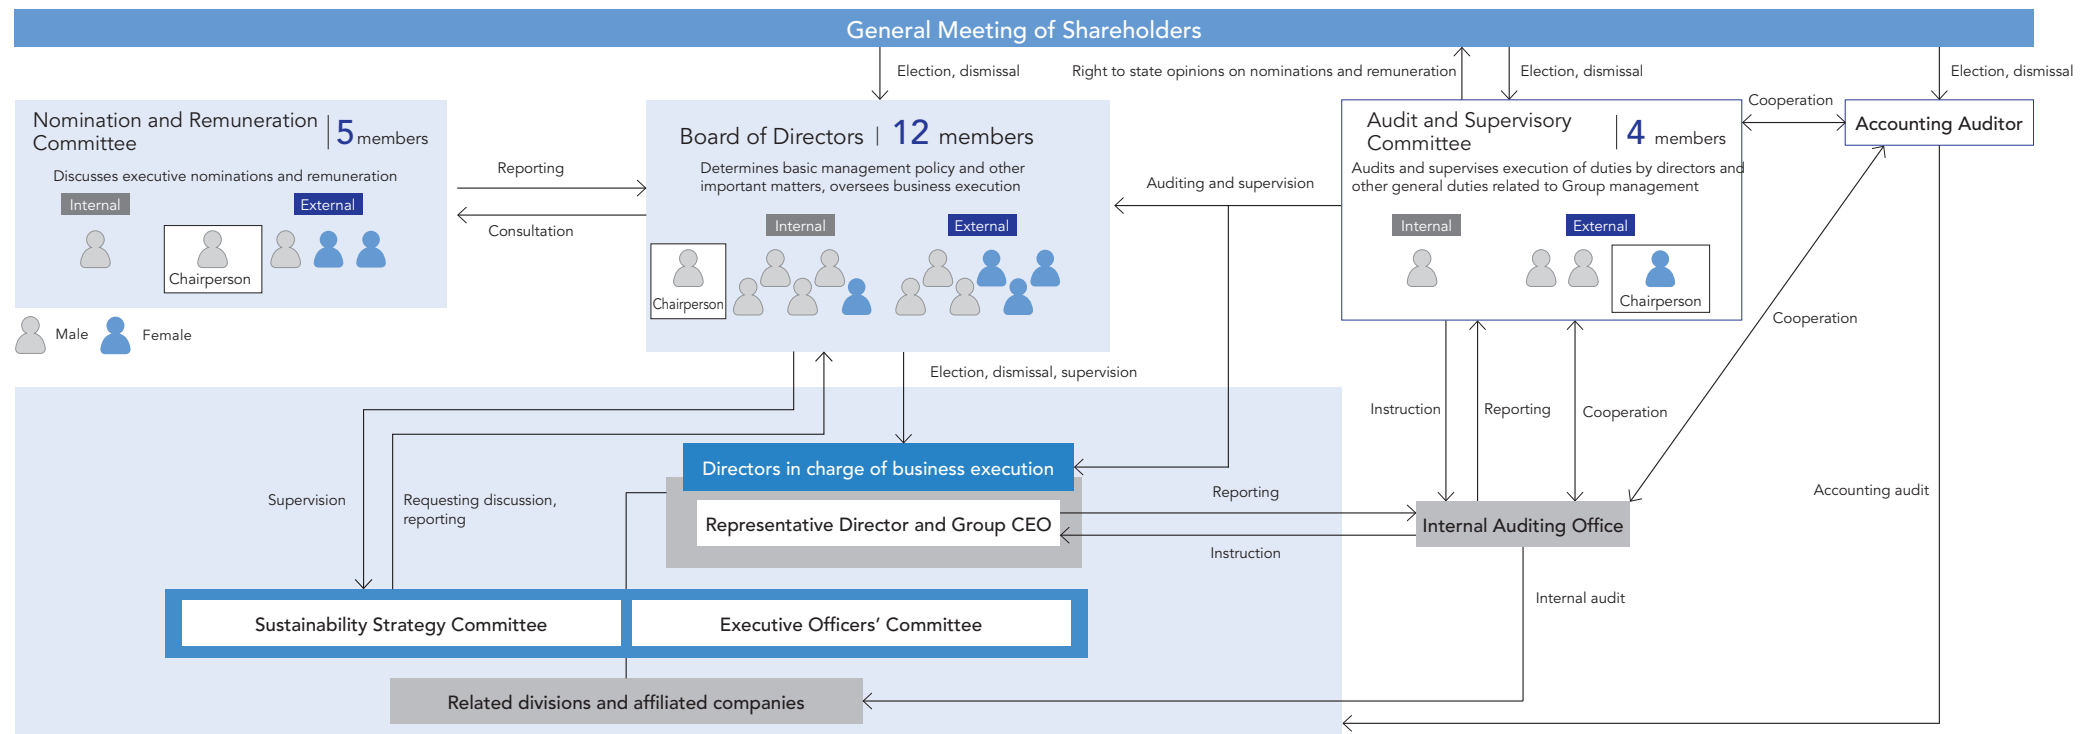 General Meeting of Shareholders
Election, dismissal
Right to state opinions on nominations and remuneration
Election, dismissal
Election, dismissal
Nomination and Remuneration
Committee
5 members
Discusses executive nominations and remuneration
Internal
External
Chairperson
Male
Female
Reporting
Consultation
Board of Directors | 12 members
Determines basic management policy and other
important matters, oversees business execution
Internal
External
Chairperson
Auditing and supervision
Audit and Supervisory
Committee
4 members
Audits and supervises execution of duties by directors and
other general duties related to Group management
Internal
External
Chairperson
Cooperation
Accounting Auditor
Cooperation
Election, dismissal, supervision
Instruction
Reporting
Cooperation
Directors in charge of business execution
Representative Director and Group CEO
Supervision
Requesting discussion,
reporting
Reporting
Instruction
Internal Auditing Office
Accounting audit
Internal audit
Sustainability Strategy Committee
Executive Officers' Committee
Related divisions and affiliated companies